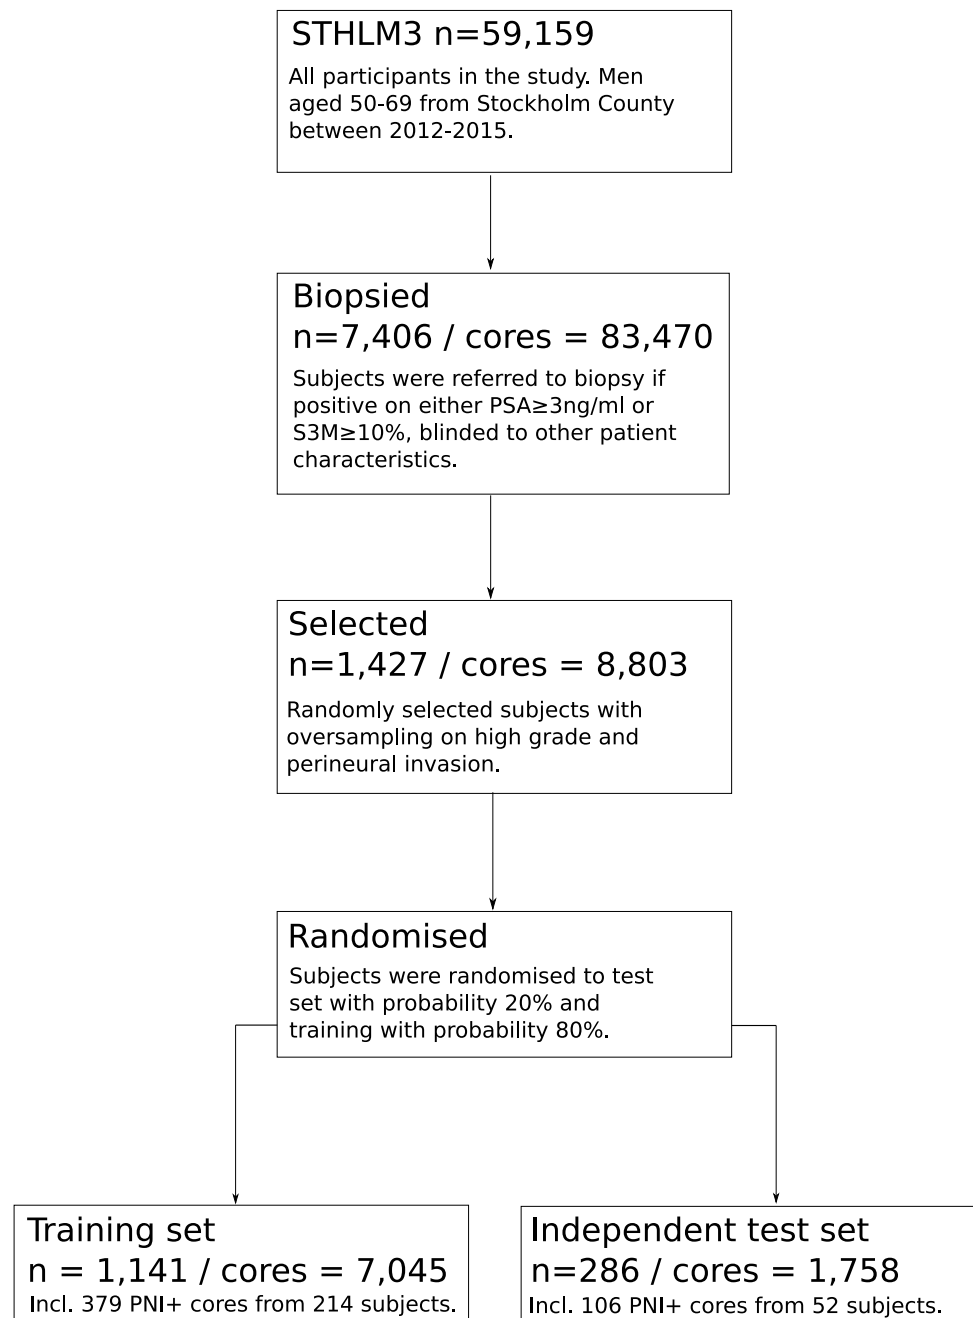 STHLM3 n=59,159
All participants in the study. Men
aged 50-69 from Stockholm County
between 2012-2015.
Biopsied
n=7,406 / cores = 83,470
Subjects were referred to biopsy if
positive on either PSA≥3ng/ml or
S3M≥10%, blinded to other patient
characteristics.
Selected
n=1,427 / cores = 8,803
Randomly selected subjects with
oversampling on high grade and
perineural invasion.
Randomised
Subjects were randomised to test
set with probability 20% and
training with probability 80%.
Training set
n = 1,141 / cores = 7,045
Incl. 379 PNI+ cores from 214 subjects.
Independent test set
n=286 / cores = 1,758
Incl. 106 PNI+ cores from 52 subjects.